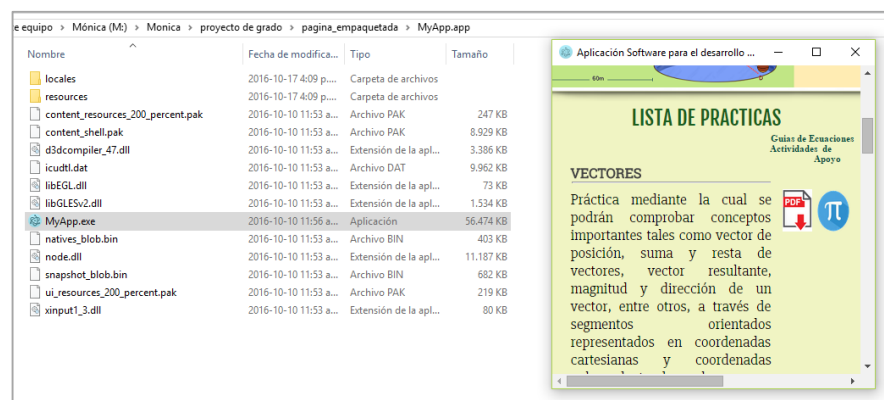 e equipo > Mónica (M:) > Monica > proyecto de grado > pagina_empaquetada > MyApp.app
Nombre Fecha de modifica... Tipo Tamaño
locales 2016-10-17 4:09 p.... Carpeta de archivos
resources 2016-10-17 4:09 p.... Carpeta de archivos
content_resources_200_percent.pak 2016-10-10 11:53 a... Archivo PAK 247 KB
content_shell.pak 2016-10-10 11:53 a... Archivo PAK 8.929 KB
d3dcompiler_47.dll 2016-10-10 11:53 a... Extensión de la apl... 3.386 KB
icudtl.dat 2016-10-10 11:53 a... Archivo DAT 9.962 KB
libEGL.dll 2016-10-10 11:53 a... Extensión de la apl... 73 KB
libGLESv2.dll 2016-10-10 11:53 a... Extensión de la apl... 1.534 KB
MyApp.exe 2016-10-10 11:56 a... Aplicación 56.474 KB
natives_blob.bin 2016-10-10 11:53 a... Archivo BIN 403 KB
node.dll 2016-10-10 11:53 a... Extensión de la apl... 11.187 KB
snapshot_blob.bin 2016-10-10 11:53 a... Archivo BIN 682 KB
ui_resources_200_percent.pak 2016-10-10 11:53 a... Archivo PAK 219 KB
xinput1_3.dll 2016-10-10 11:53 a... Extensión de la apl... 80 KB
Aplicación Software para el desarrollo ...
60m
LISTA DE PRACTICAS
Guias de Ecuaciones
Actividades de
Apoyo
VECTORES
Práctica mediante la cual se
podrán comprobar conceptos
importantes tales como vector de
posición, suma y resta de
vectores, vector resultante,
magnitud y dirección de un
vector, entre otros, a través de
segmentos orientados
representados en coordenadas
cartesianas y coordenadas
PDF
π